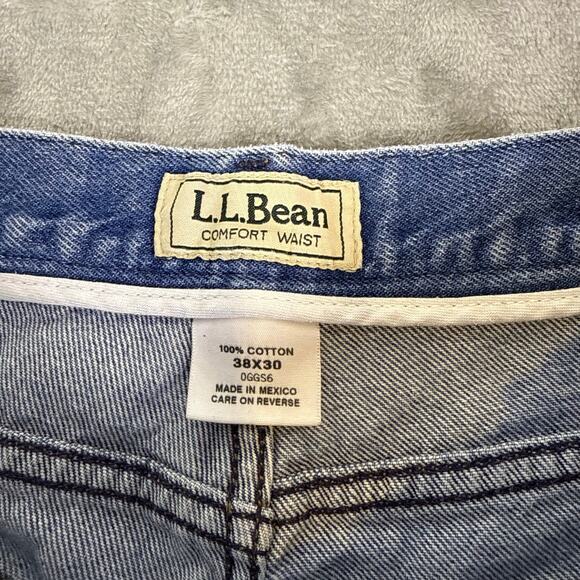 L.L.Bean
COMFORT WAIST
100% COTTON
38X30
0GGS6
MADE IN MEXICO
CARE ON REVERSE